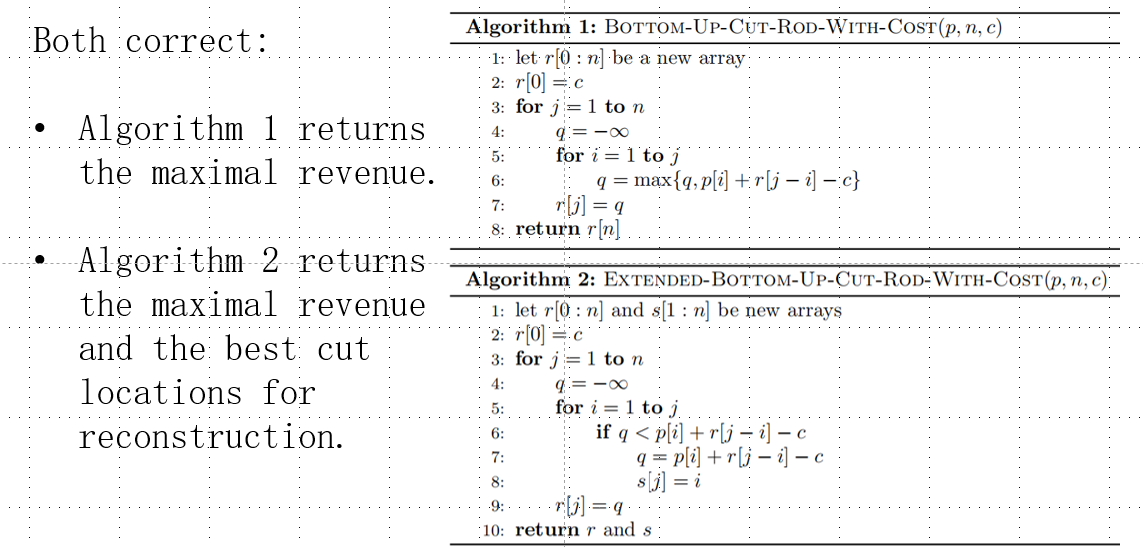 Both correct:
• Algorithm 1 returns
the maximal revenue.
• Algorithm 2 returns
the maximal revenue
and the best cut
locations for
reconstruction.
Algorithm 1: BOTTOM-UP-CUT-ROD-WITH-COST(p, n, c)
1: let r[0 : n] be a new array
2: r[0] = c
3: for j = 1 to n
4: q = −∞
5: for i = 1 to j
6: q = max{q, p[i] + r[j − i] − c}
7: r[j] = q
8: return r[n]
Algorithm 2: EXTENDED-BOTTOM-UP-CUT-ROD-WITH-COST(p, n, c)
1: let r[0 : n] and s[1 : n] be new arrays
2: r[0] = c
3: for j = 1 to n
4: q = −∞
5: for i = 1 to j
6: if q < p[i] + r[j − i] − c
7: q = p[i] + r[j − i] − c
8: s[j] = i
9: r[j] = q
10: return r and s